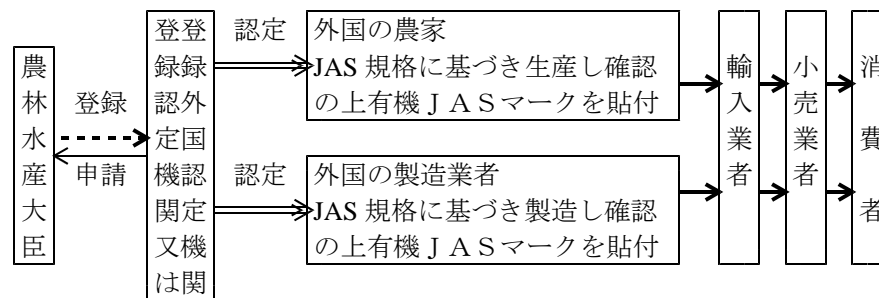 農林水産大臣
登録
申請
登録認定機関又は
登録外国認定機関
認定
外国の農家
JAS 規格に基づき生産し確認
の上有機ＪＡＳマークを貼付
認定
外国の製造業者
JAS 規格に基づき製造し確認
の上有機ＪＡＳマークを貼付
輸入業者
小売業者
消費者